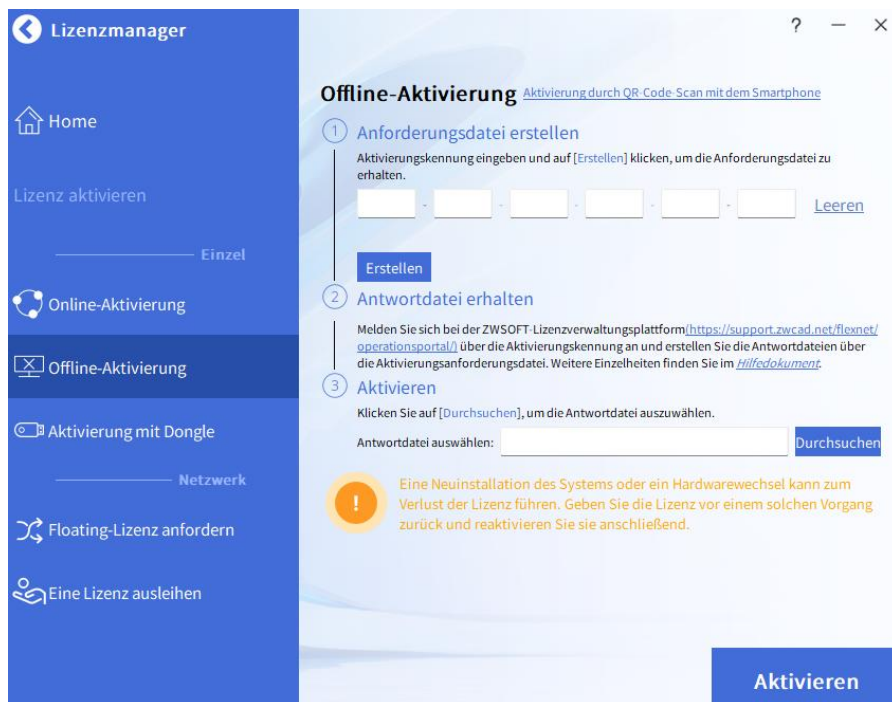 Lizenzmanager
?
Home
Lizenz aktivieren
Einzel
Online-Aktivierung
Offline-Aktivierung
Aktivierung mit Dongle
Netzwerk
Floating-Lizenz anfordern
Eine Lizenz ausleihen
Offline-Aktivierung Aktivierung durch QR-Code-Scan mit dem Smartphone
1 Anforderungsdatei erstellen
Aktivierungskennung eingeben und auf [Erstellen] klicken, um die Anforderungsdatei zu
erhalten.
- - - - - Leeren
Erstellen
2 Antwortdatei erhalten
Melden Sie sich bei der ZWSOFT-Lizenzverwaltungsplattform(https://support.zwcad.net/flexnet/
operationsportal/) über die Aktivierungskennung an und erstellen Sie die Antwortdateien über
die Aktivierungsanforderungsdatei. Weitere Einzelheiten finden Sie im Hilfedokument.
3 Aktivieren
Klicken Sie auf [Durchsuchen], um die Antwortdatei auszuwählen.
Antwortdatei auswählen: Durchsuchen
! Eine Neuinstallation des Systems oder ein Hardwarewechsel kann zum
Verlust der Lizenz führen. Geben Sie die Lizenz vor einem solchen Vorgang
zurück und reaktivieren Sie sie anschließend.
Aktivieren